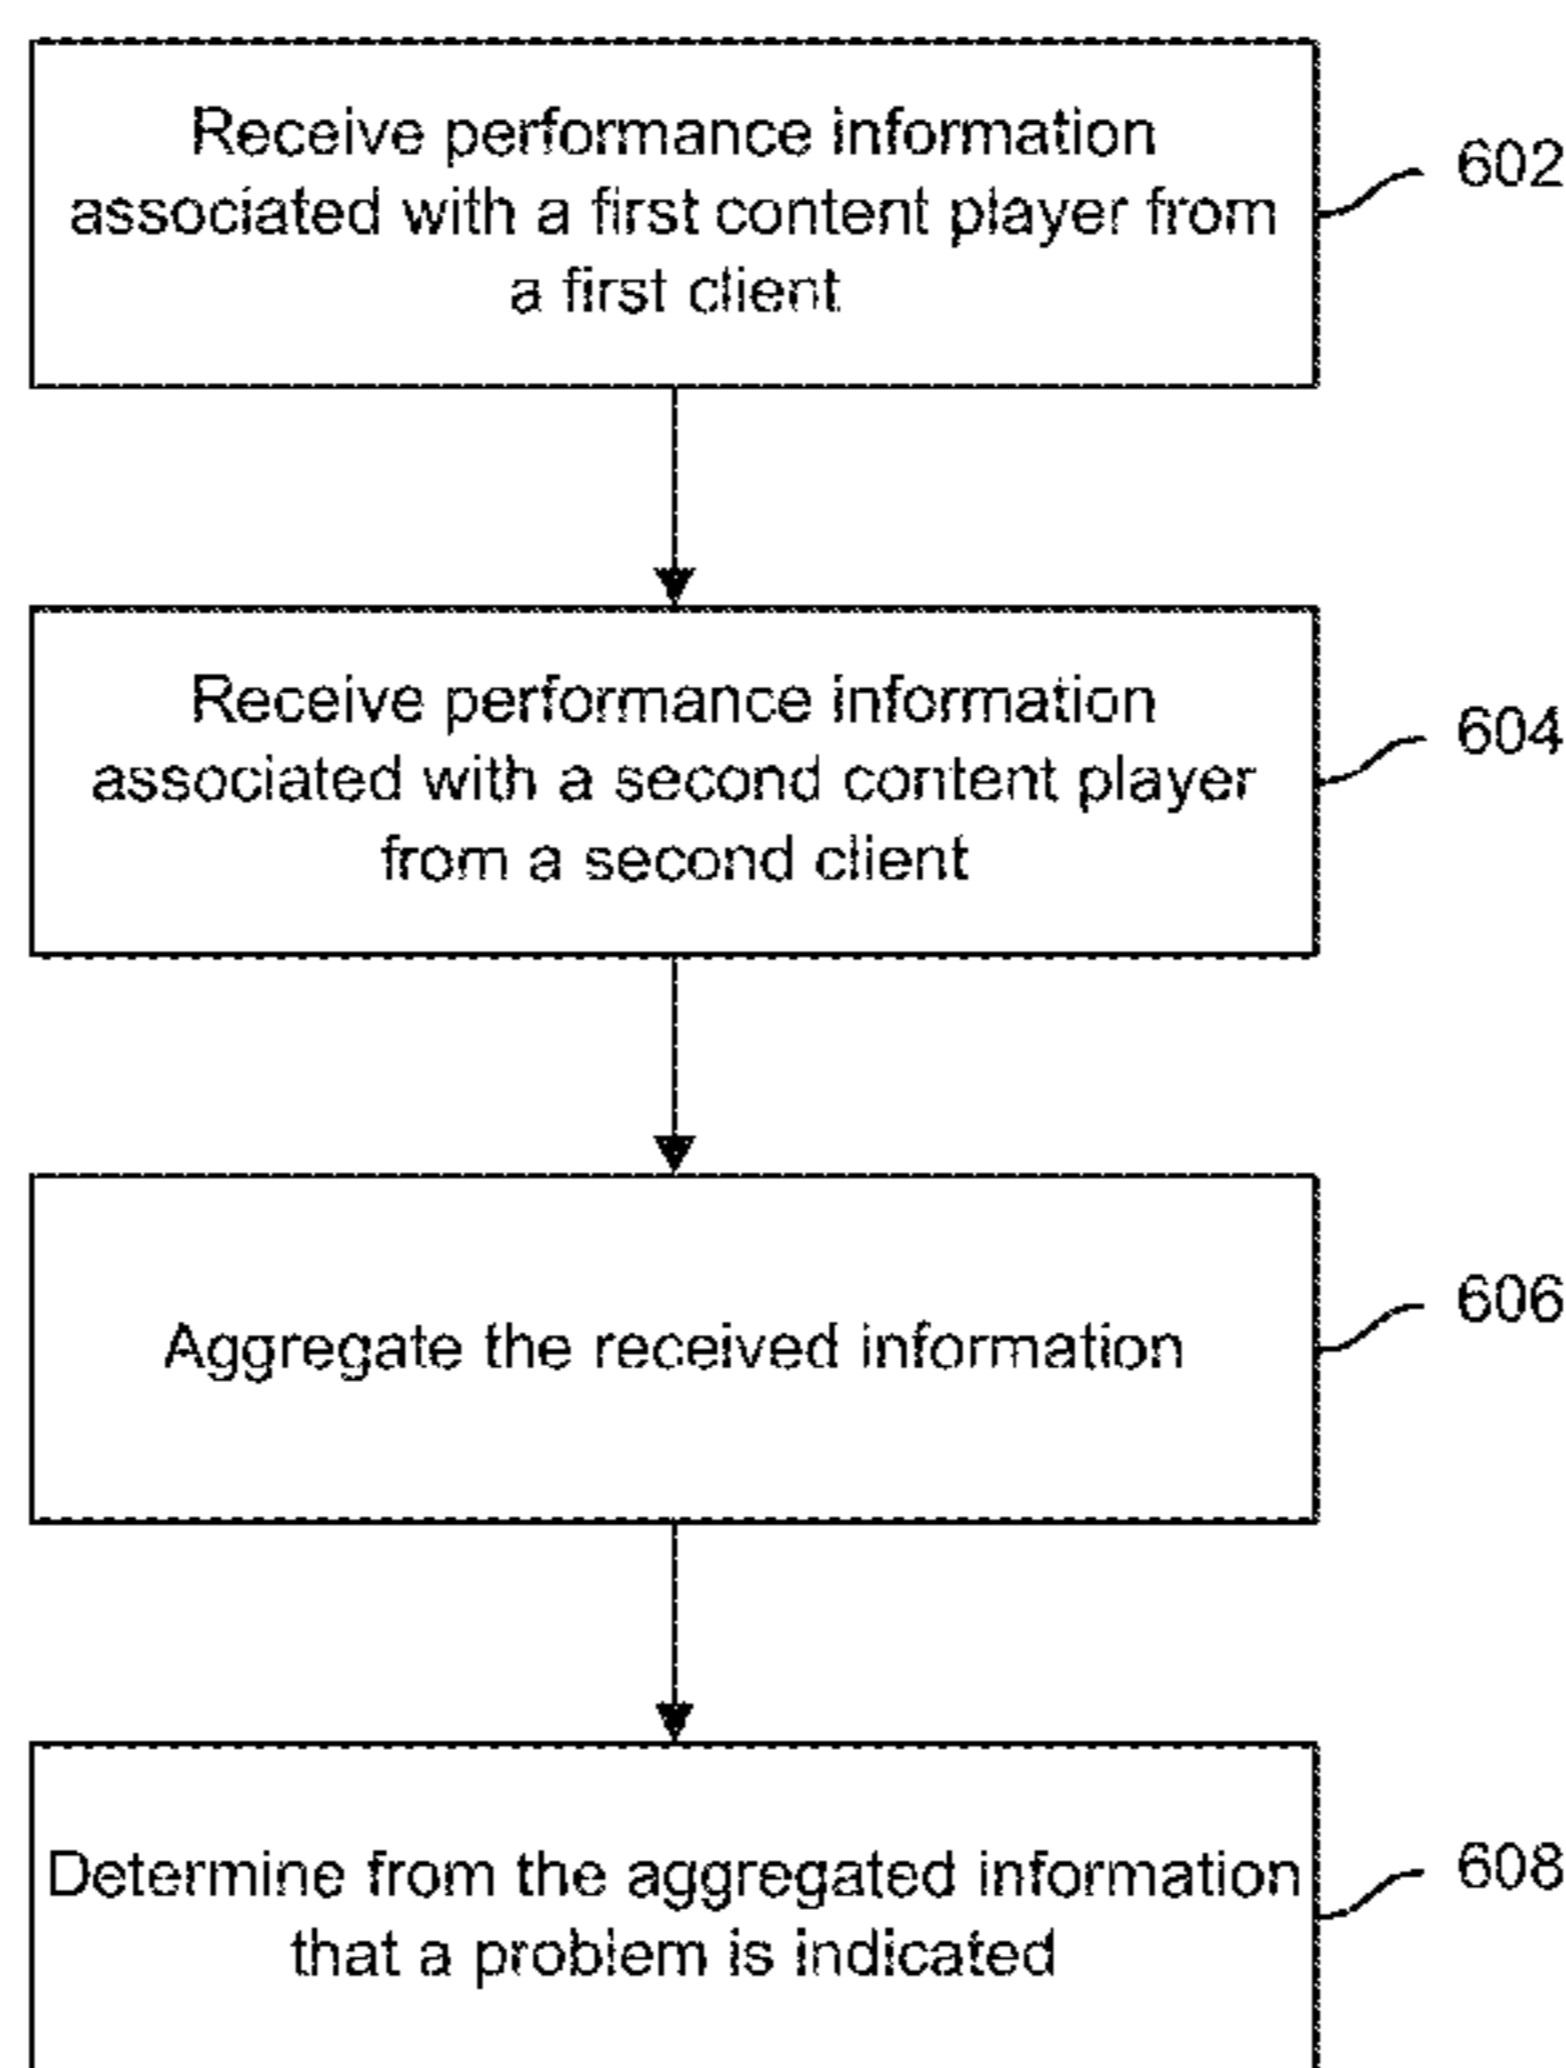 Receive performance information
associated with a first content player from
a first client
602
Receive performance information
associated with a second content player
from a second client
604
Aggregate the received information
606
Determine from the aggregated information
that a problem is indicated
608